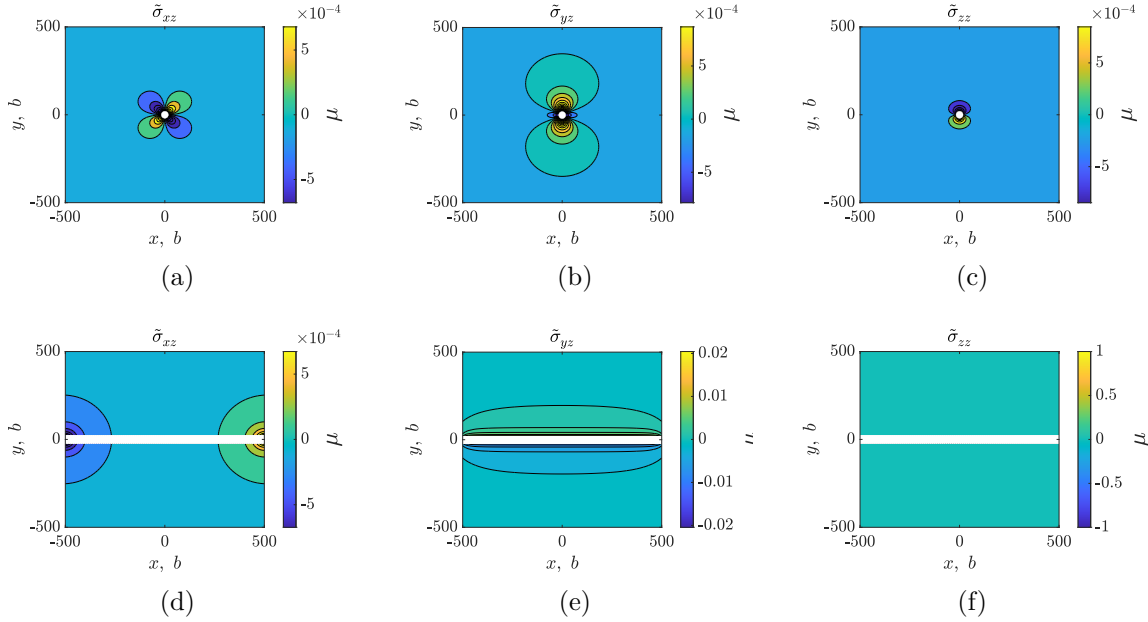 σ̃xz
×10⁻⁴
500
0
-500
y, b
-500
0
500
x, b
5
0
-5
μ
(a)
σ̃yz
×10⁻⁴
500
0
-500
y, b
-500
0
500
x, b
5
0
-5
μ
(b)
σ̃zz
×10⁻⁴
500
0
-500
y, b
-500
0
500
x, b
5
0
-5
μ
(c)
σ̃xz
×10⁻⁴
500
0
-500
y, b
-500
0
500
x, b
5
0
-5
μ
(d)
σ̃yz
500
0
-500
y, b
-500
0
500
x, b
0.02
0.01
0
-0.01
-0.02
(e)
σ̃zz
500
0
-500
y, b
-500
0
500
x, b
1
0.5
0
-0.5
-1
μ
(f)